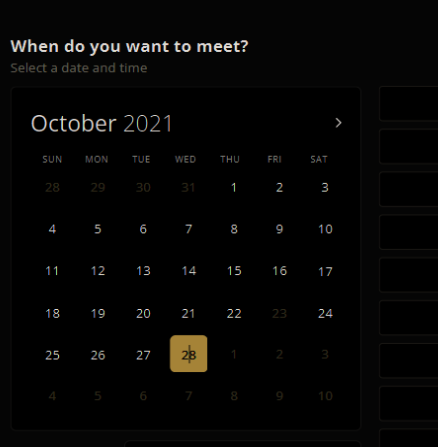 When do you want to meet?
Select a date and time
October 2021
SUN MON TUE WED THU FRI SAT
28 29 30 31 1 2 3
4 5 6 7 8 9 10
11 12 13 14 15 16 17
18 19 20 21 22 23 24
25 26 27 28 1 2 3
4 5 6 7 8 9 10